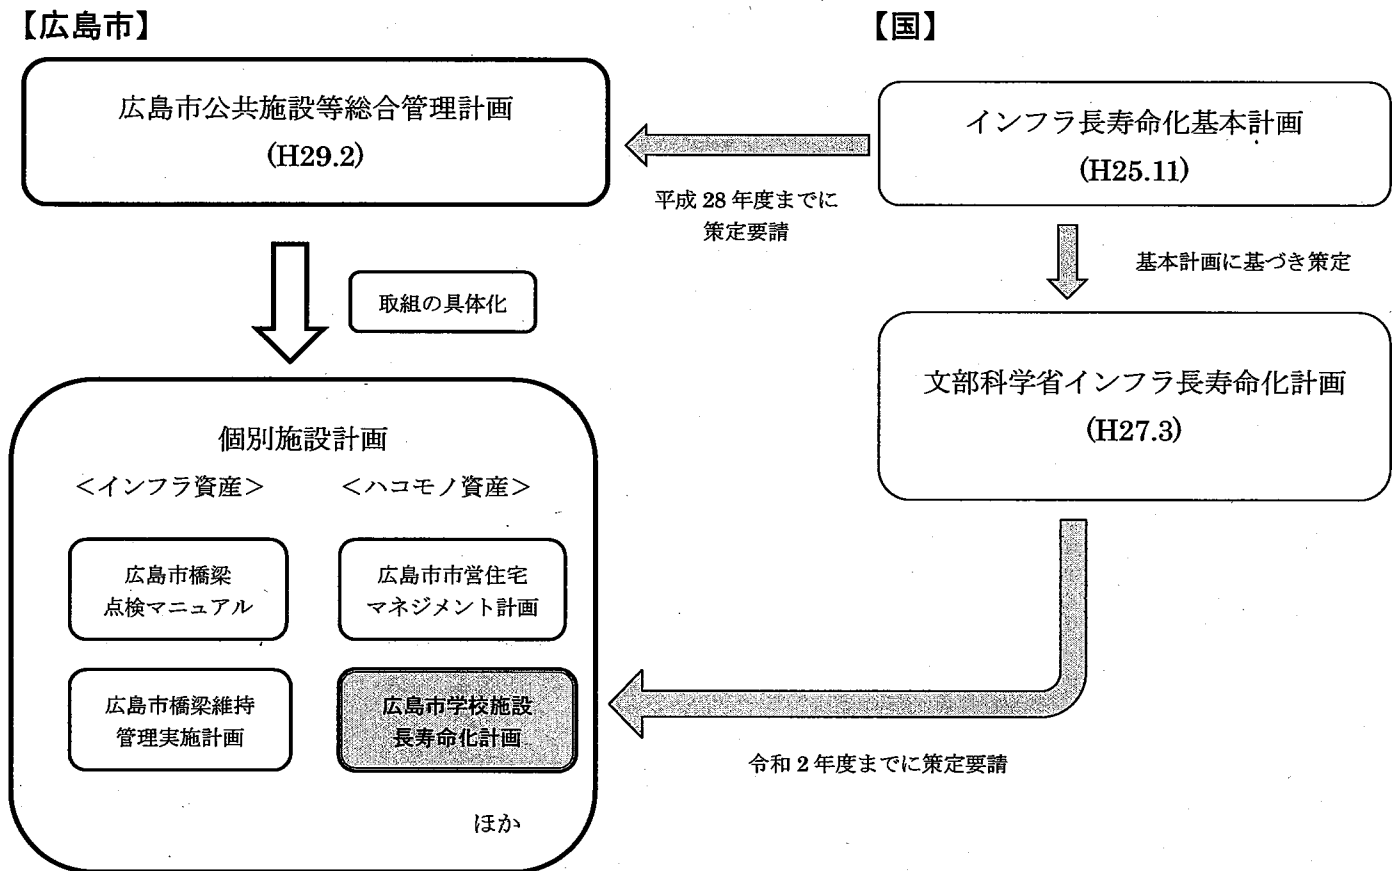 【広島市】
広島市公共施設等総合管理計画
(H29.2)
取組の具体化
個別施設計画
＜インフラ資産＞
＜ハコモノ資産＞
広島市橋梁
点検マニュアル
広島市市営住宅
マネジメント計画
広島市橋梁維持
管理実施計画
広島市学校施設
長寿命化計画
ほか
【国】
インフラ長寿命化基本計画
(H25.11)
平成 28 年度までに
策定要請
基本計画に基づき策定
文部科学省インフラ長寿命化計画
(H27.3)
令和 2 年度までに策定要請